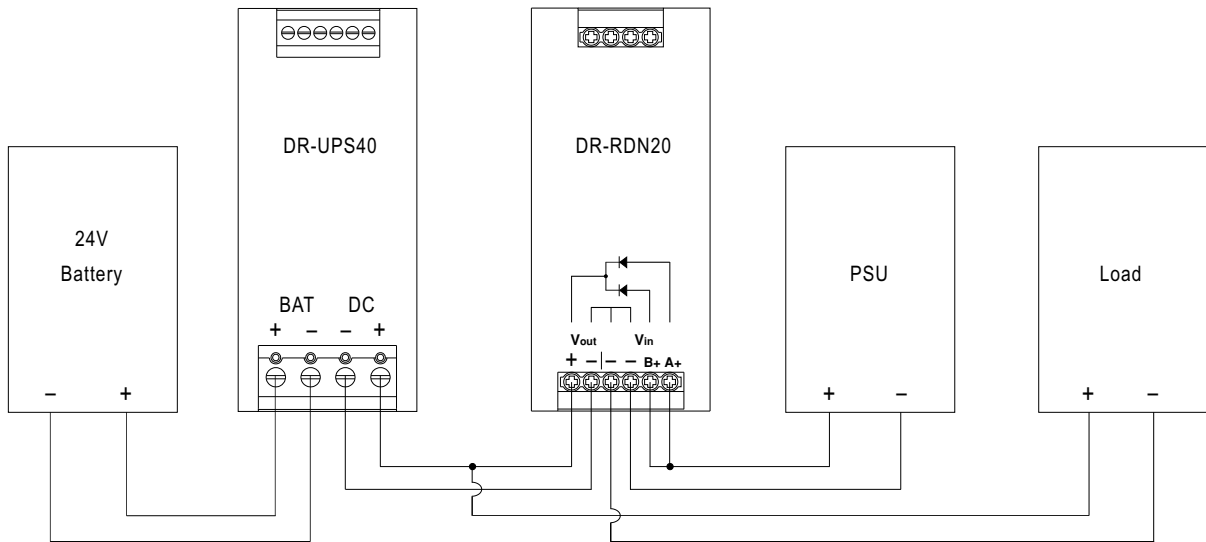 DR-UPS40
DR-RDN20
24V
Battery
PSU
Load
BAT DC
+ − − +
Vout Vin
+ − − − B+ A+
− +
+ −
+ −